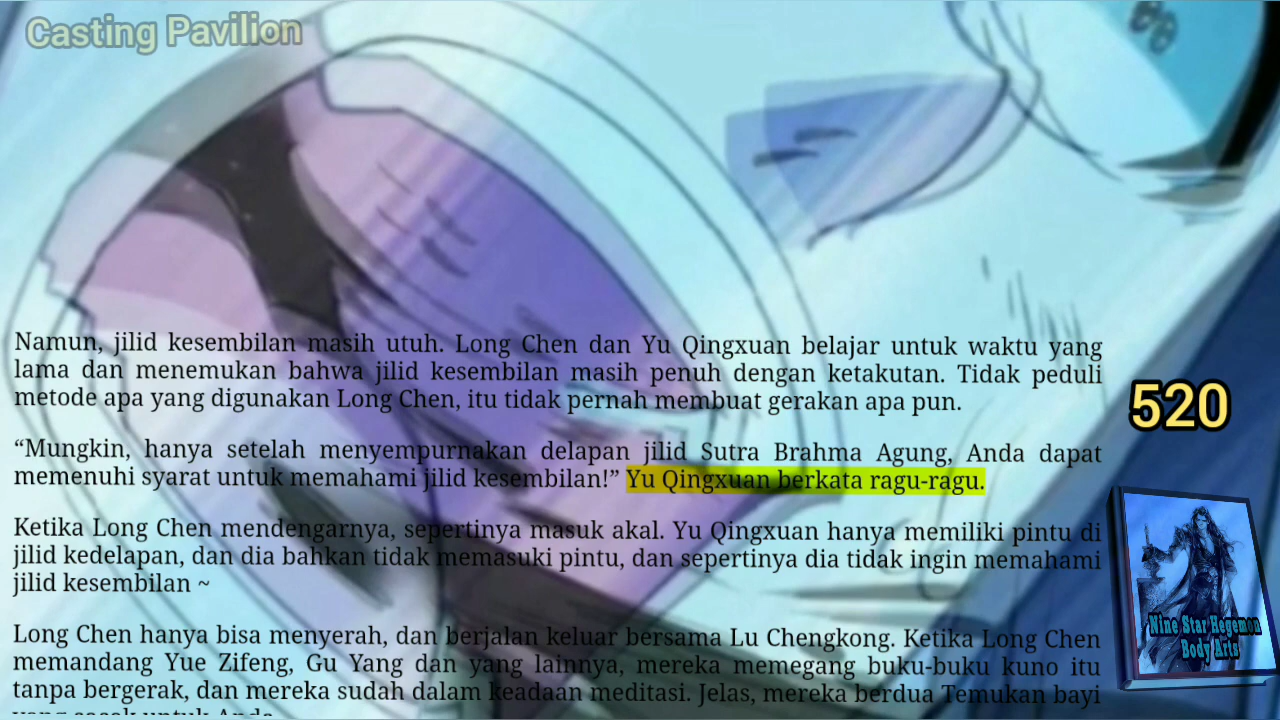 Casting Pavilion
Namun, jilid kesembilan masih utuh. Long Chen dan Yu Qingxuan belajar untuk waktu yang
lama dan menemukan bahwa jilid kesembilan masih penuh dengan ketakutan. Tidak peduli
metode apa yang digunakan Long Chen, itu tidak pernah membuat gerakan apa pun.
“Mungkin, hanya setelah menyempurnakan delapan jilid Sutra Brahma Agung, Anda dapat
memenuhi syarat untuk memahami jilid kesembilan!” Yu Qingxuan berkata ragu-ragu.
Ketika Long Chen mendengarnya, sepertinya masuk akal. Yu Qingxuan hanya memiliki pintu di
jilid kedelapan, dan dia bahkan tidak memasuki pintu, dan sepertinya dia tidak ingin memahami
jilid kesembilan ~
Long Chen hanya bisa menyerah, dan berjalan keluar bersama Lu Chengkong. Ketika Long Chen
memandang Yue Zifeng, Gu Yang dan yang lainnya, mereka memegang buku-buku kuno itu
tanpa bergerak, dan mereka sudah dalam keadaan meditasi. Jelas, mereka berdua Temukan bayi
520
Nine Star Hegemon
Body Arts